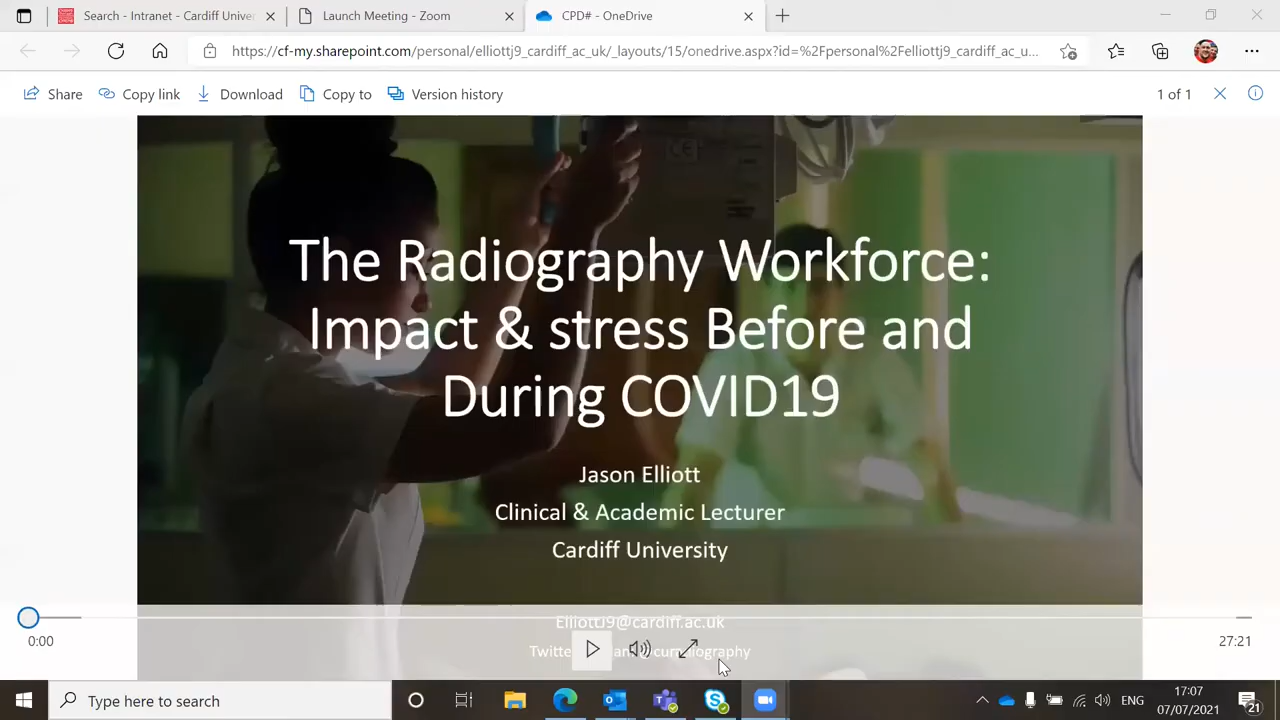 Search - Intranet - Cardiff Univer
Launch Meeting - Zoom
CPD# - OneDrive
https://cf-my.sharepoint.com/personal/elliottj9_cardiff_ac_uk/_layouts/15/onedrive.aspx?id=%2Fpersonal%2Felliottj9_cardiff_ac_u...
Share
Copy link
Download
Copy to
Version history
1 of 1
CE
The Radiography Workforce:
Impact & stress Before and
During COVID19
Jason Elliott
Clinical & Academic Lecturer
Cardiff University
ElliottJ9@cardiff.ac.uk
0:00
27:21
Type here to search
ENG
17:07
07/07/2021
21